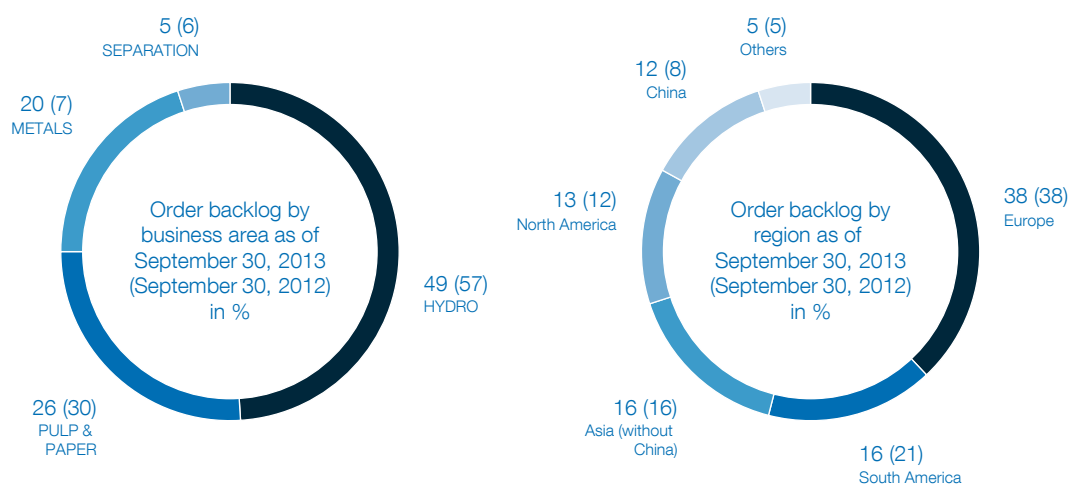 5 (6)
SEPARATION
20 (7)
METALS
Order backlog by
business area as of
September 30, 2013
(September 30, 2012)
in %
49 (57)
HYDRO
26 (30)
PULP &
PAPER
5 (5)
Others
12 (8)
China
13 (12)
North America
Order backlog by
region as of
September 30, 2013
(September 30, 2012)
in %
38 (38)
Europe
16 (16)
Asia (without
China)
16 (21)
South America